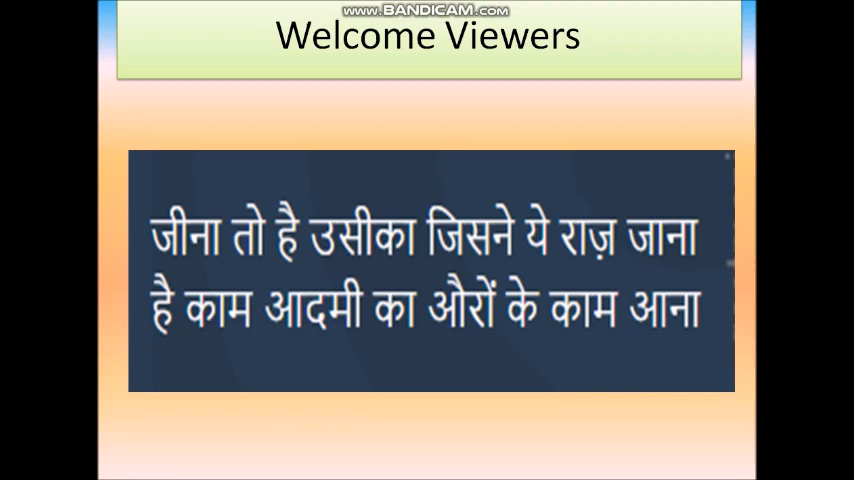 www.BANDICAM.com
Welcome Viewers
जीना तो है उसीका जिसने ये राज़ जाना
है काम आदमी का औरों के काम आना